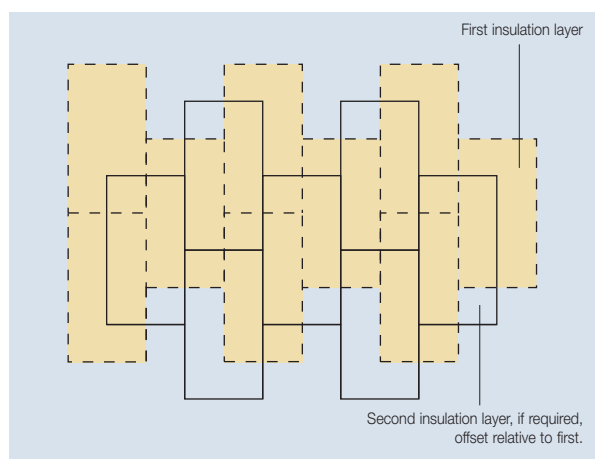 First insulation layer
Second insulation layer, if required,
offset relative to first.